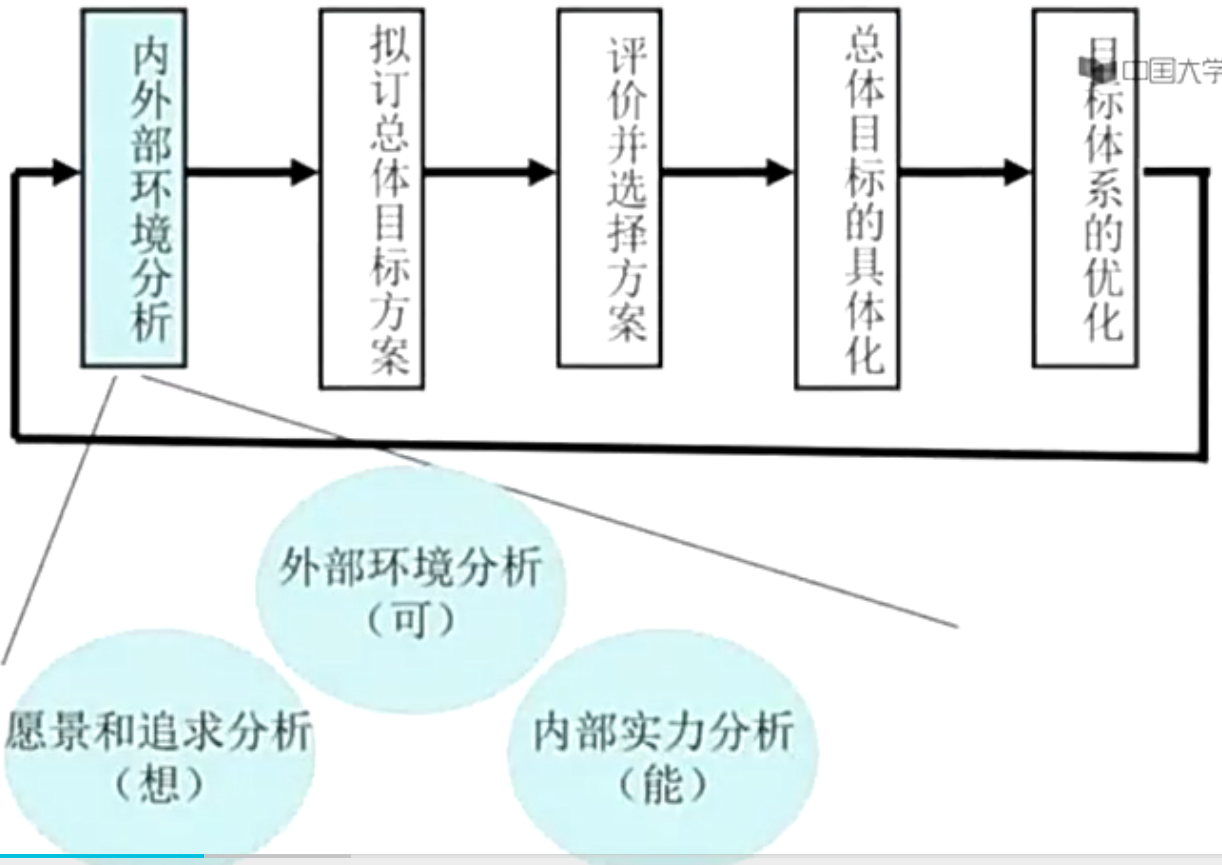 内外部环境分析
拟订总体目标方案
评价并选择方案
总体目标的具体化
目标体系的优化
中国大学
外部环境分析
（可）
愿景和追求分析
（想）
内部实力分析
（能）